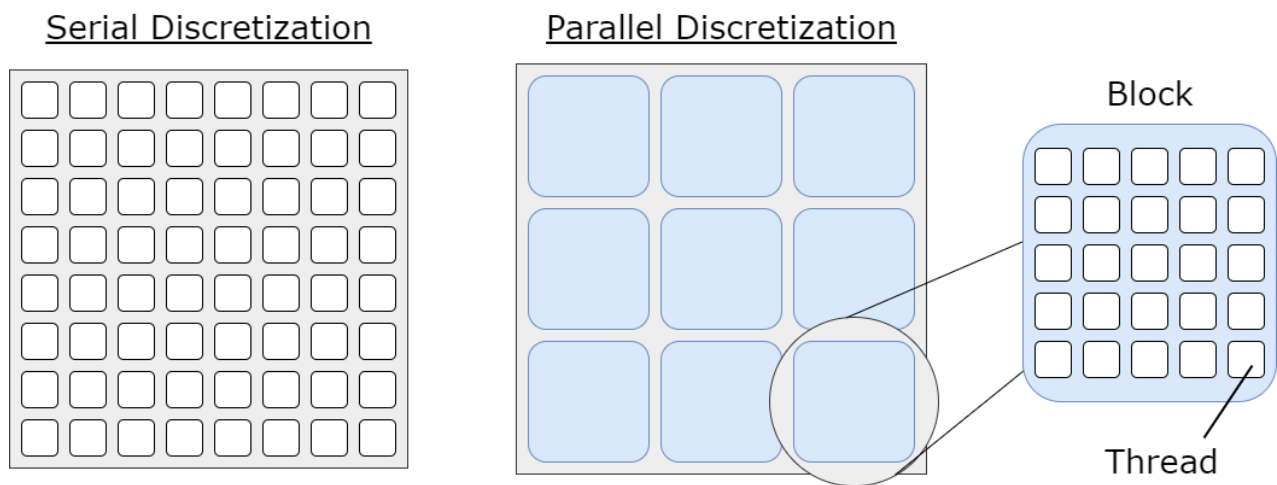 Serial Discretization
Parallel Discretization
Block
Thread